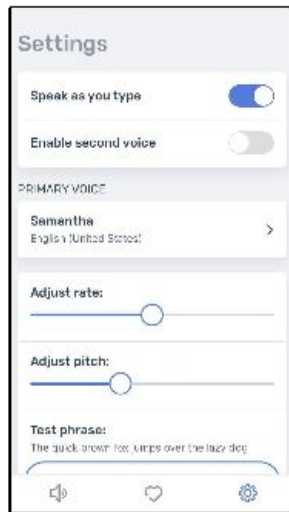 Settings
Speak as you type
Enable second voice
PRIMARY VOICE
Samantha
English (United States)
Adjust rate:
Adjust pitch:
Test phrase:
The quick brown fox jumps over the lazy dog